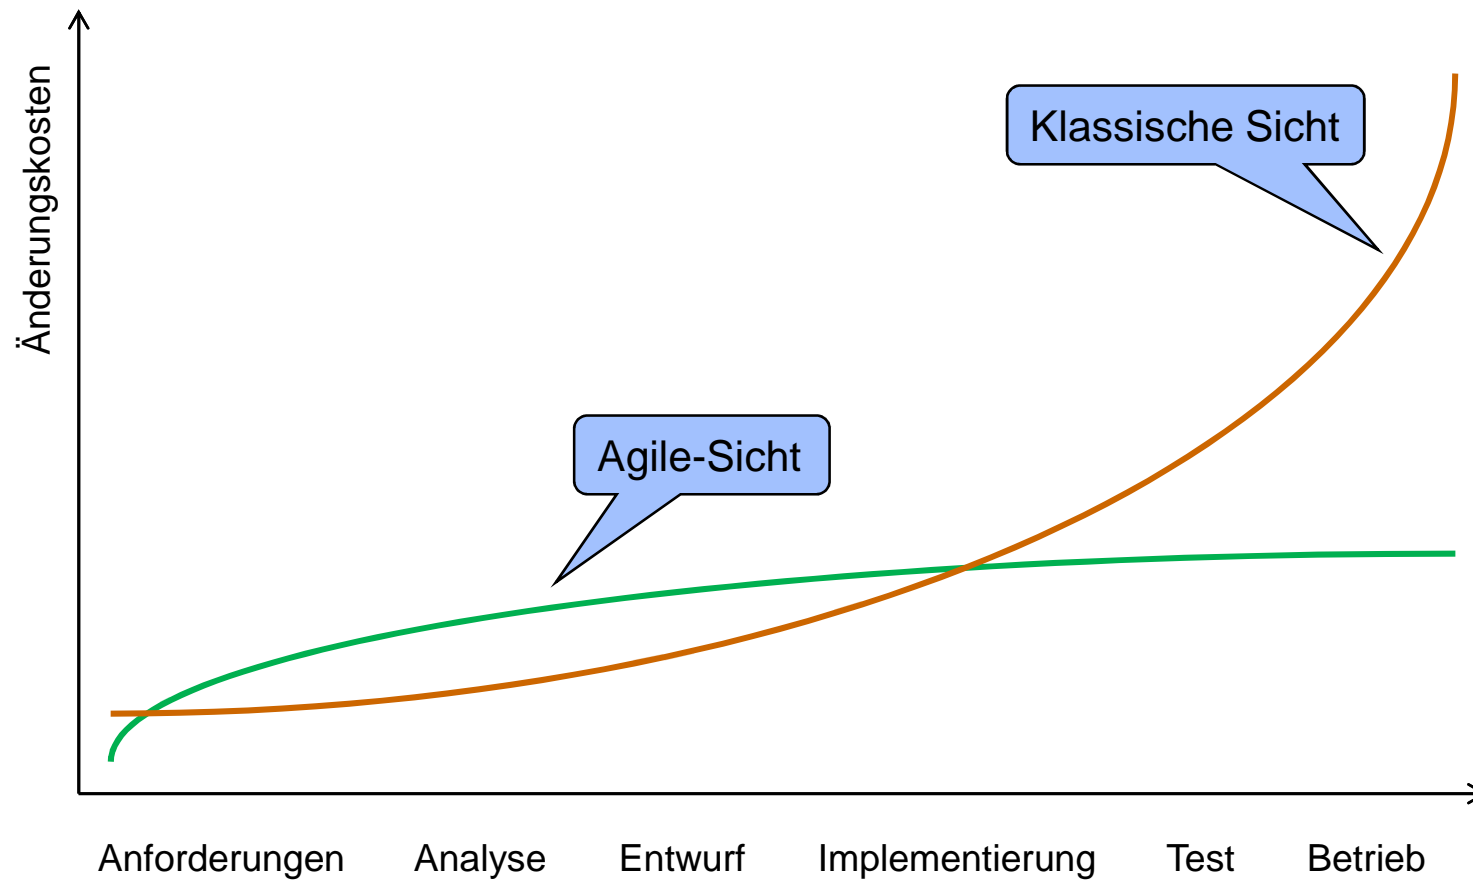 Änderungskosten
Klassische Sicht
Agile-Sicht
Anforderungen Analyse Entwurf Implementierung Test Betrieb